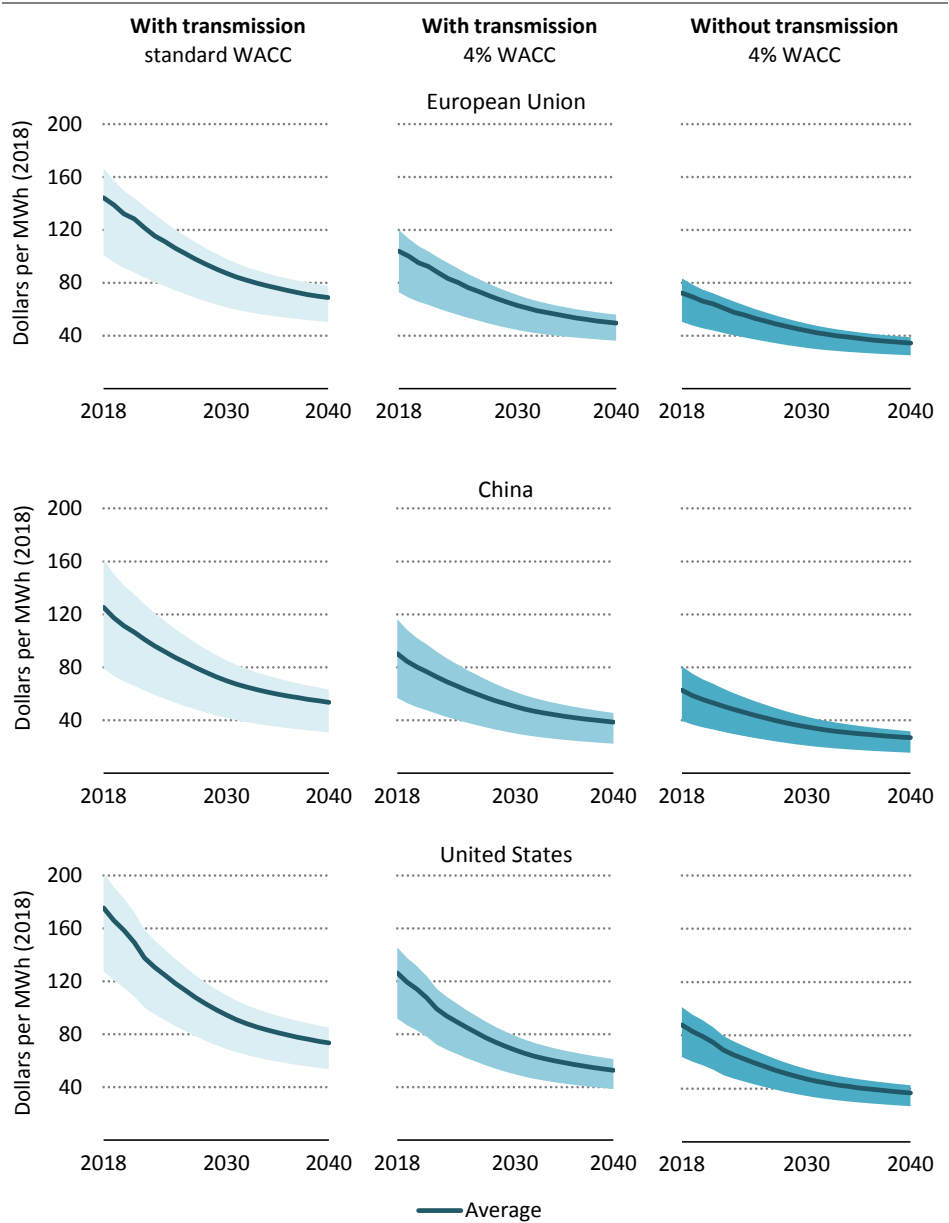 With transmission With transmission Without transmission
standard WACC 4% WACC 4% WACC
European Union
Dollars per MWh (2018)
200
160
120
80
40
2018 2030 2040 2018 2030 2040 2018 2030 2040
China
Dollars per MWh (2018)
200
160
120
80
40
2018 2030 2040 2018 2030 2040 2018 2030 2040
United States
Dollars per MWh (2018)
200
160
120
80
40
2018 2030 2040 2018 2030 2040 2018 2030 2040
Average